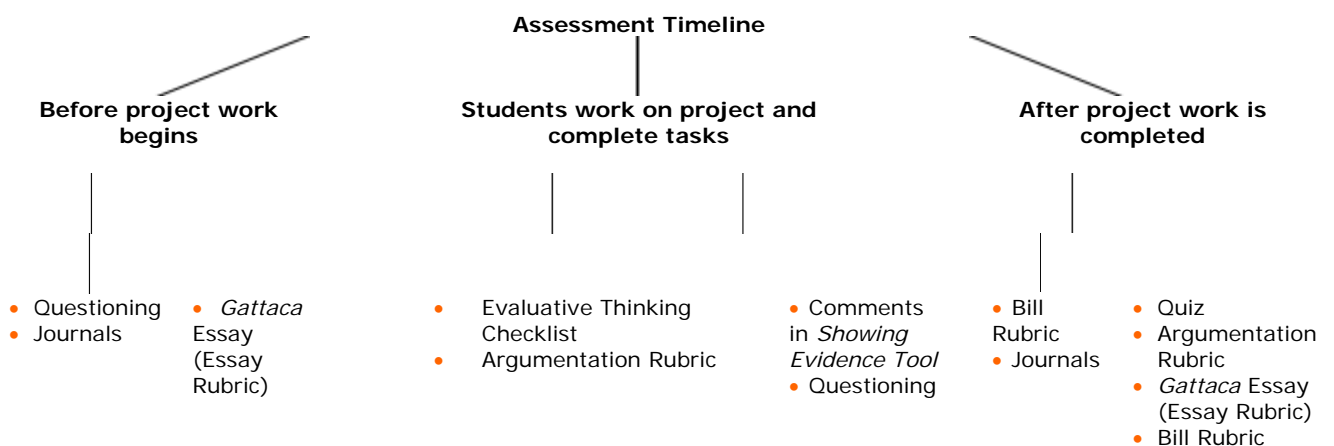 Assessment Timeline
Before project work
begins
Students work on project and
complete tasks
After project work is
completed
• Questioning
• Journals
• Gattaca
Essay
(Essay
Rubric)
• Evaluative Thinking
Checklist
• Argumentation Rubric
• Comments
in Showing
Evidence Tool
• Questioning
• Bill
Rubric
• Journals
• Quiz
• Argumentation
Rubric
• Gattaca Essay
(Essay Rubric)
• Bill Rubric